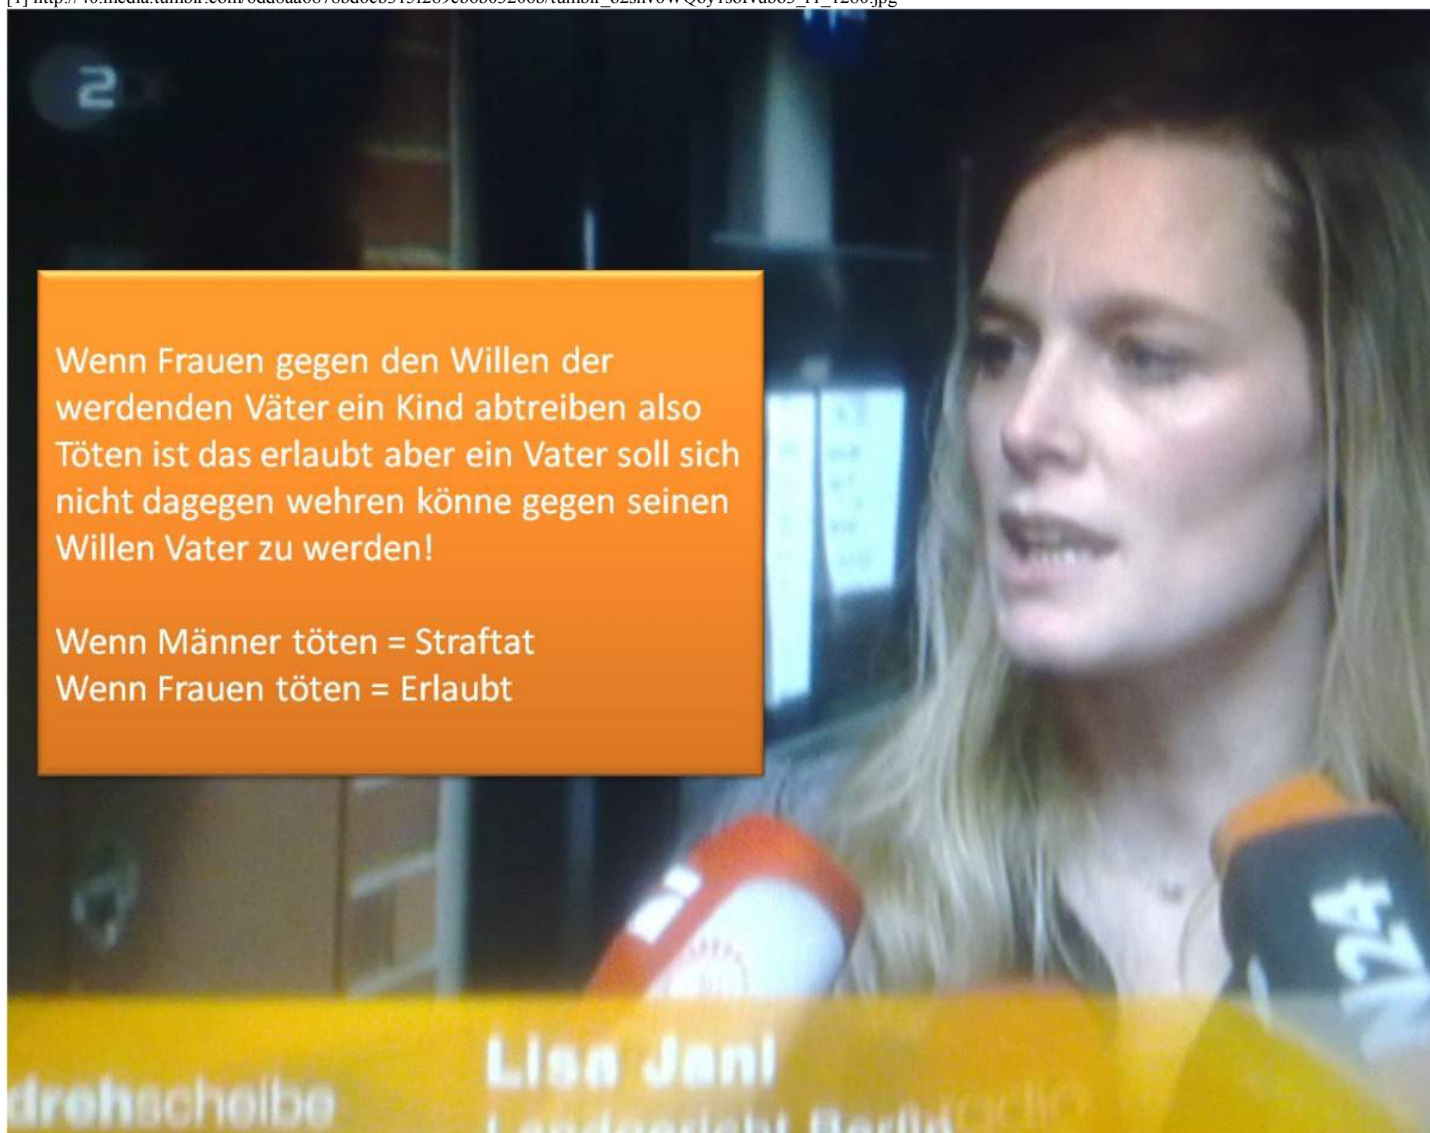 Wenn Frauen gegen den Willen der
werdenden Väter ein Kind abtreiben also
Töten ist das erlaubt aber ein Vater soll sich
nicht dagegen wehren könne gegen seinen
Willen Vater zu werden!
Wenn Männer töten = Straftat
Wenn Frauen töten = Erlaubt
N24
Lisa Jani
drehscheibe
Landgericht Berlin